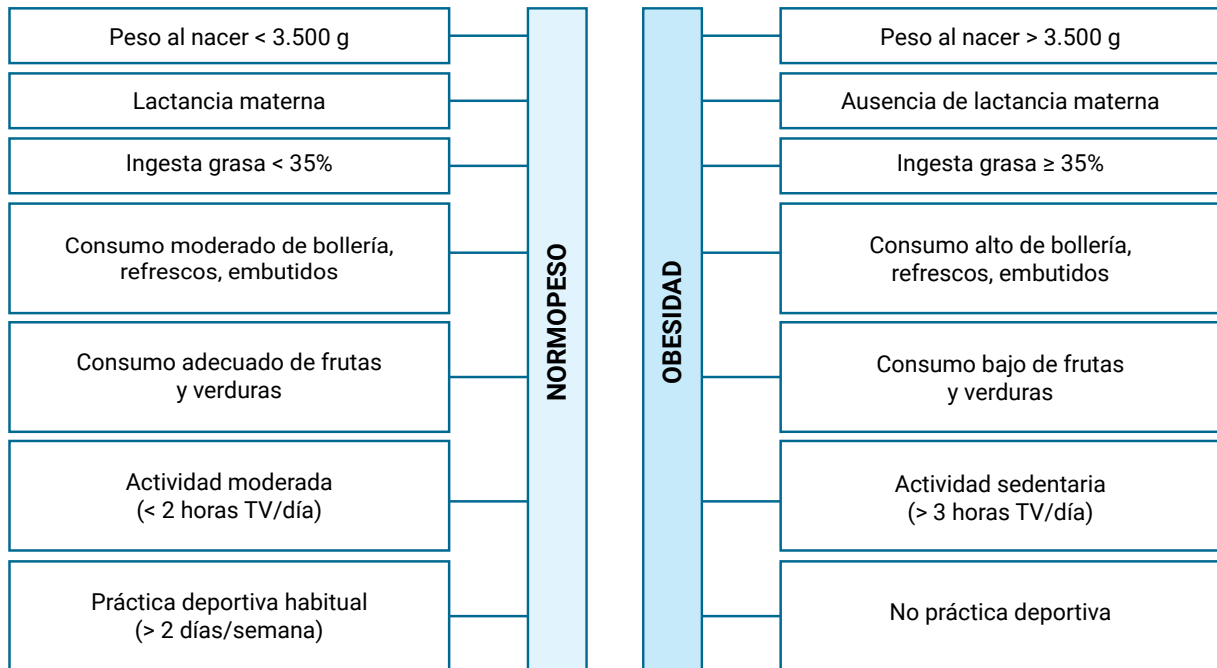 Peso al nacer < 3.500 g
Lactancia materna
Ingesta grasa < 35%
Consumo moderado de bollería,
refrescos, embutidos
Consumo adecuado de frutas
y verduras
Actividad moderada
(< 2 horas TV/día)
Práctica deportiva habitual
(> 2 días/semana)
NORMOPESO
OBESIDAD
Peso al nacer > 3.500 g
Ausencia de lactancia materna
Ingesta grasa ≥ 35%
Consumo alto de bollería,
refrescos, embutidos
Consumo bajo de frutas
y verduras
Actividad sedentaria
(> 3 horas TV/día)
No práctica deportiva